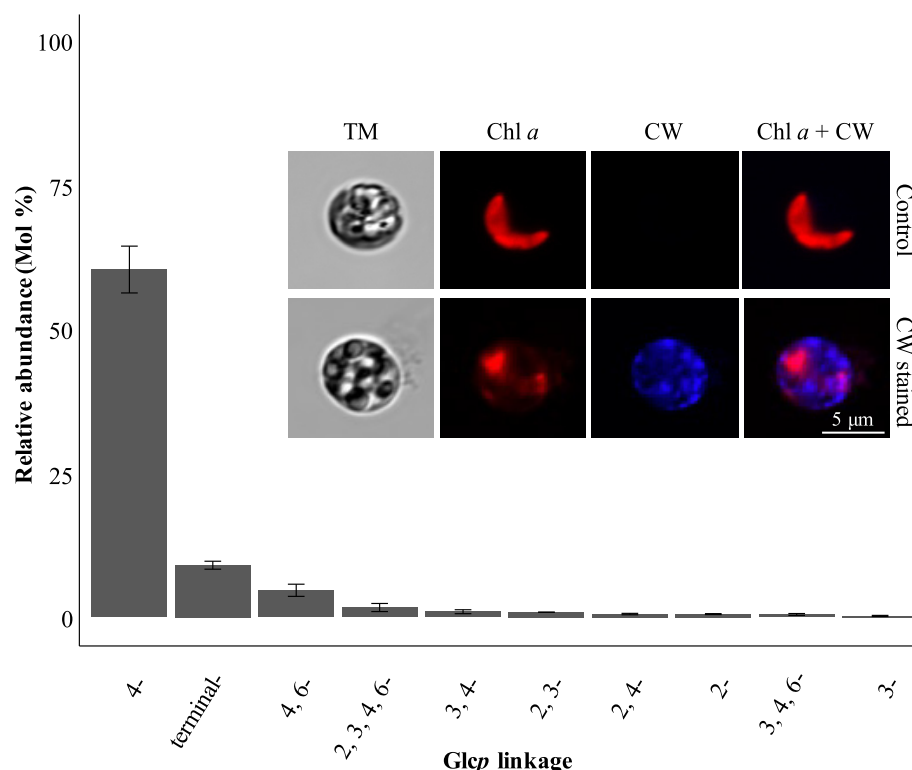 100
75
50
25
0
Relative abundance (Mol %)
TM Chl a CW Chl a + CW
Control
CW stained
5 μm
4- terminal- 4, 6- 2, 3, 4, 6- 3, 4- 2, 3- 2, 4- 2- 3, 4, 6- 3-
Glcp linkage